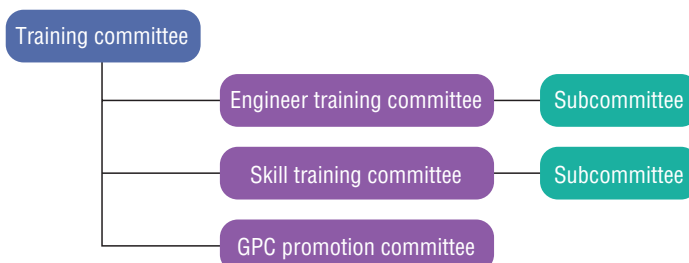 Training committee
Engineer training committee
Subcommittee
Skill training committee
Subcommittee
GPC promotion committee